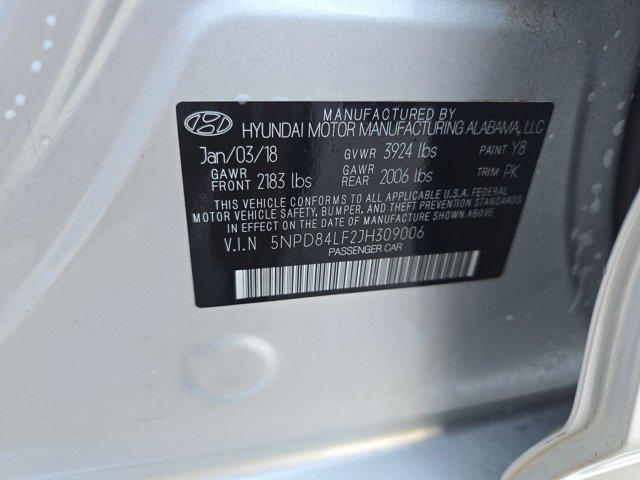 MANUFACTURED BY
HYUNDAI MOTOR MANUFACTURING ALABAMA, LLC
Jan/03/18 GVWR 3924 lbs PAINT Y8
GAWR FRONT 2183 lbs GAWR REAR 2006 lbs TRIM PK
THIS VEHICLE CONFORMS TO ALL APPLICABLE U.S.A. FEDERAL
MOTOR VEHICLE SAFETY, BUMPER, AND THEFT PREVENTION
STANDARDS IN EFFECT ON THE DATE OF MANUFACTURE SHOWN ABOVE.
V.I.N 5NPD84LF2JH309006
PASSENGER CAR